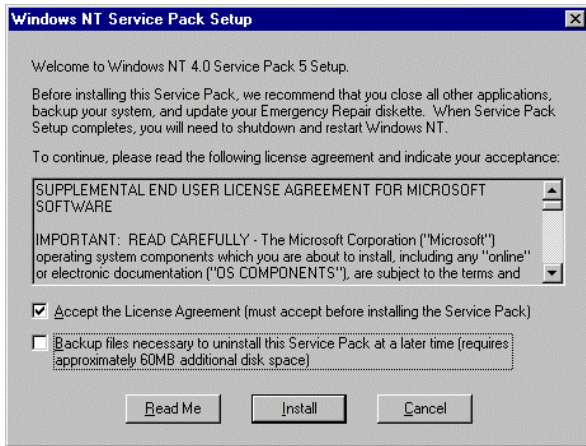 Windows NT Service Pack Setup
Welcome to Windows NT 4.0 Service Pack 5 Setup.
Before installing this Service Pack, we recommend that you close all other applications,
backup your system, and update your Emergency Repair diskette.  When Service Pack
Setup completes, you will need to shutdown and restart Windows NT.
To continue, please read the following license agreement and indicate your acceptance:
SUPPLEMENTAL END USER LICENSE AGREEMENT FOR MICROSOFT
SOFTWARE
IMPORTANT:  READ CAREFULLY - The Microsoft Corporation ("Microsoft")
operating system components which you are about to install, including any "online"
or electronic documentation ("OS COMPONENTS"), are subject to the terms and
Accept the License Agreement (must accept before installing the Service Pack)
Backup files necessary to uninstall this Service Pack at a later time (requires
approximately 60MB additional disk space)
Read Me
Install
Cancel